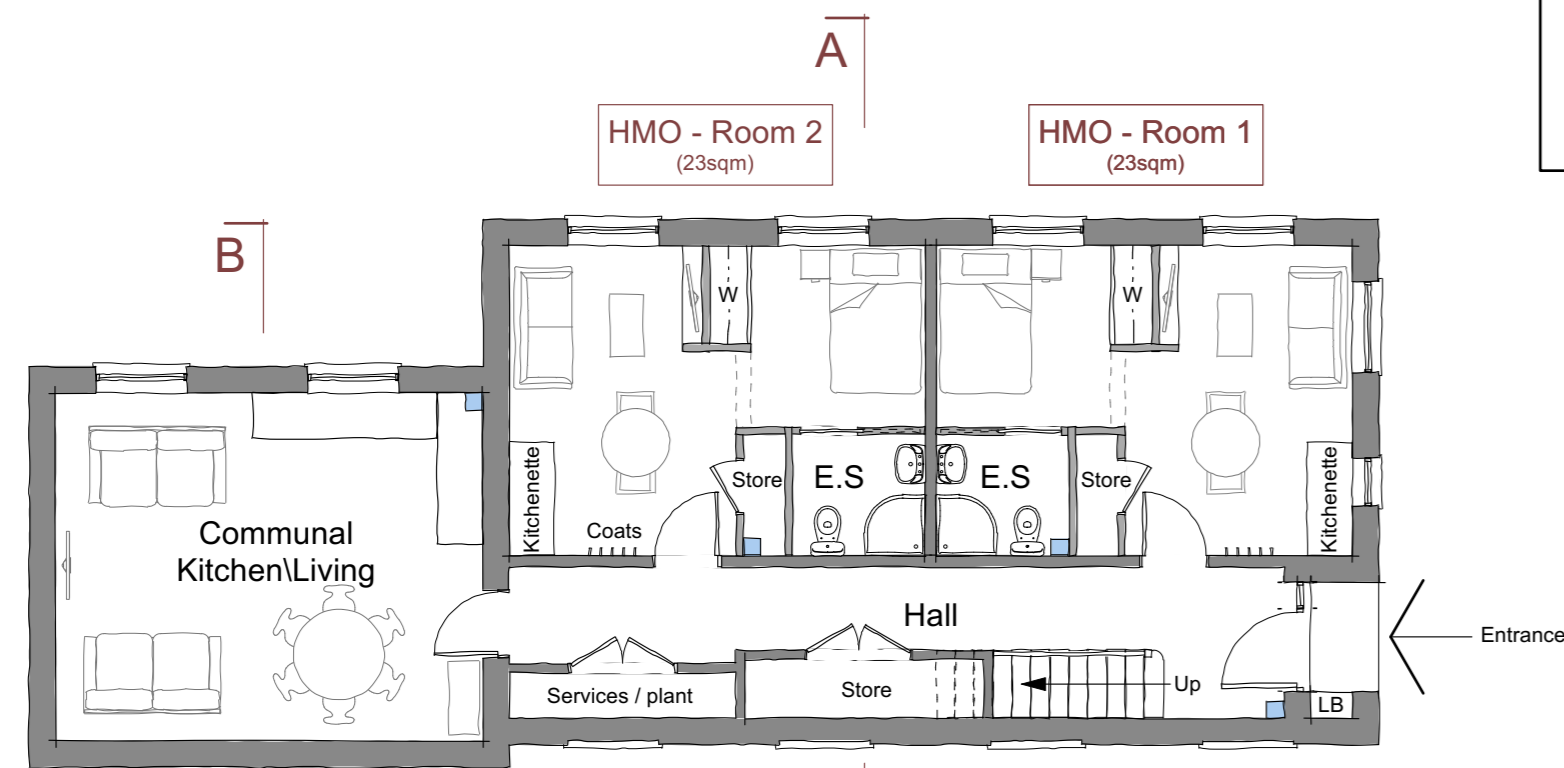 A
HMO - Room 2
(23sqm)
HMO - Room 1
(23sqm)
B
W
W
Kitchenette
Store
E.S
E.S
Store
Kitchenette
Coats
Communal
Kitchen\Living
Hall
Entrance
Services / plant
Store
Up
LB